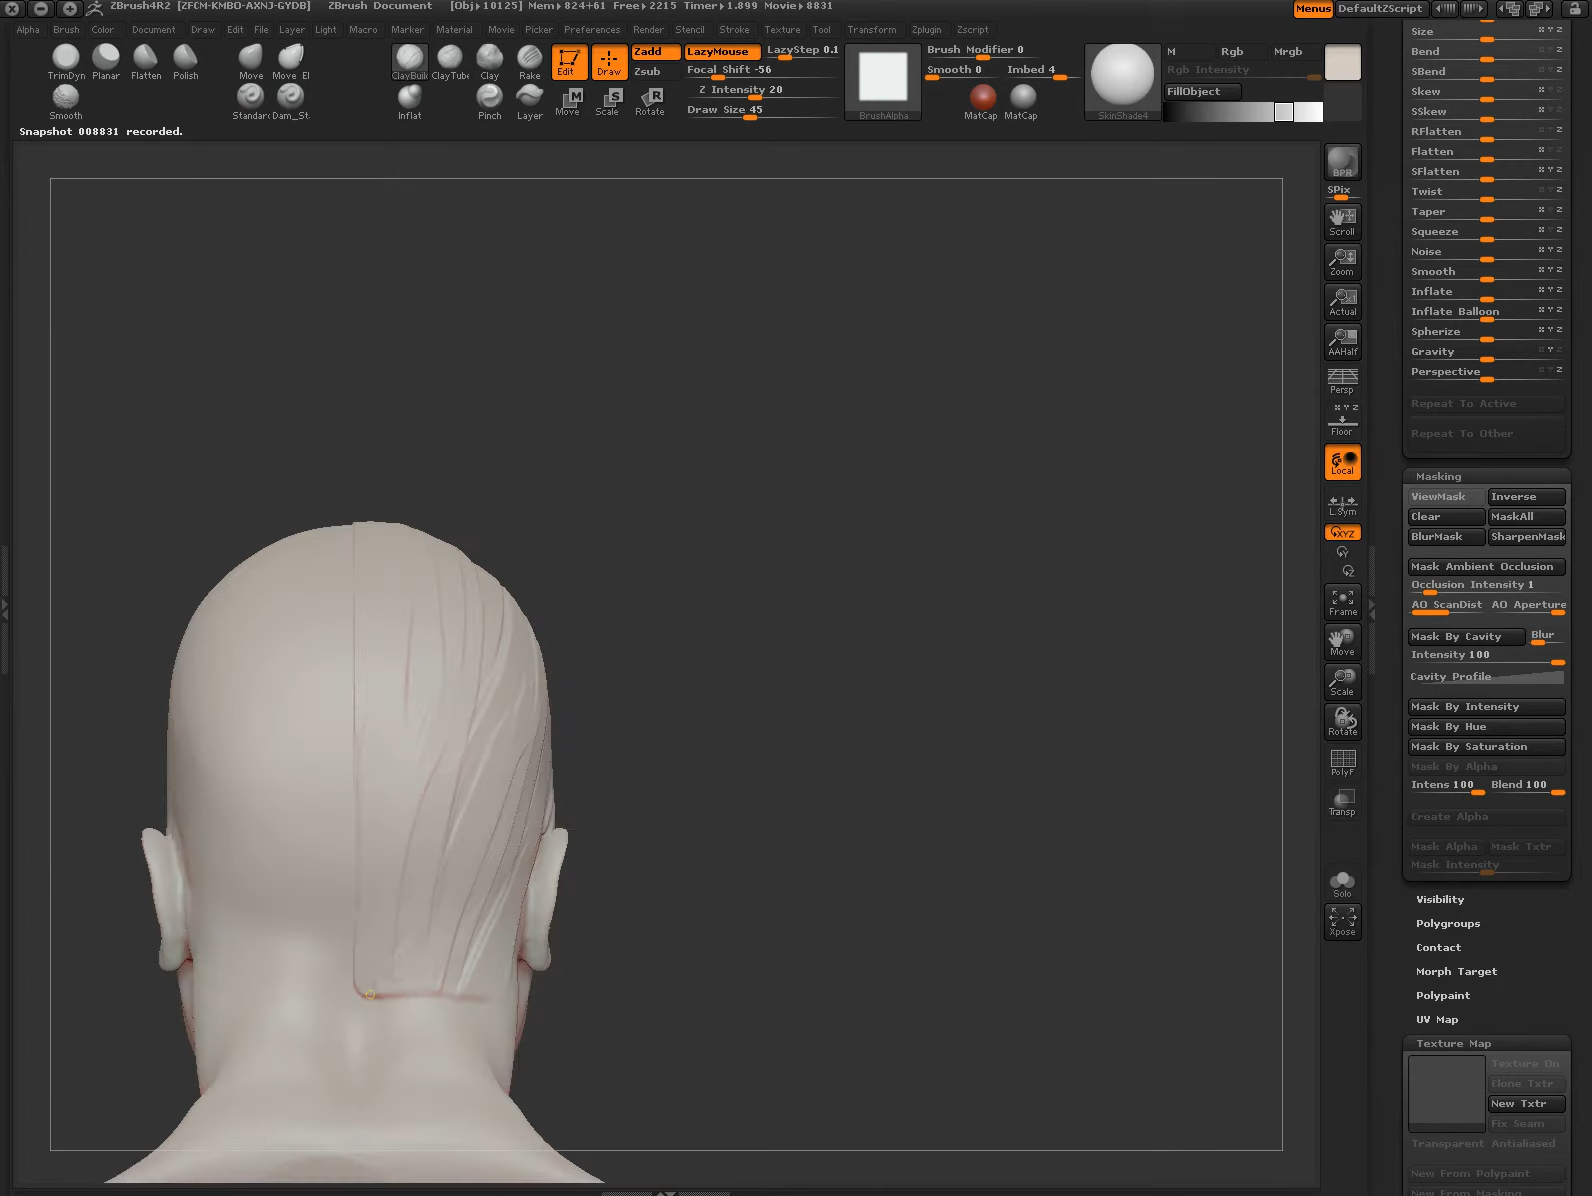 ZBrush4R2 [ZFCM-KMBO-AXNJ-GYDB] ZBrush Document [Obj▸10125] Mem▸824+61 Free▸2215 Timer▸1.899 Movie▸8831 Menus DefaultZScript
Alpha Brush Color Document Draw Edit File Layer Light Macro Marker Material Movie Picker Preferences Render Stencil Stroke Texture Tool Transform Zplugin Zscript
TrimDyn Planar Flatten Polish Move Move El ClayBuil ClayTube Clay Rake Edit Draw
Smooth Standar Dam_St Inflat Pinch Layer Move Scale Rotate
Zadd LazyMouse LazyStep 0.1
Zsub Focal Shift -56
Z Intensity 20
Draw Size 45
BrushAlpha
Brush Modifier 0
Smooth 0 Imbed 4
MatCap MatCap
SkinShade4
M Rgb Mrgb
Rgb Intensity
FillObject
Snapshot 008831 recorded.
BPR
SPix
Scroll
Zoom
Actual
AAHalf
Persp
X Y Z
Floor
Local
L.Sym
XYZ
Y
Z
Frame
Move
Scale
Rotate
PolyF
Transp
Solo
Xpose
Size
Bend
SBend
Skew
SSkew
RFlatten
Flatten
SFlatten
Twist
Taper
Squeeze
Noise
Smooth
Inflate
Inflate Balloon
Spherize
Gravity
Perspective
Repeat To Active
Repeat To Other
Masking
ViewMask Inverse
Clear MaskAll
BlurMask SharpenMask
Mask Ambient Occlusion
Occlusion Intensity 1
AO ScanDist AO Aperture
Mask By Cavity Blur
Intensity 100
Cavity Profile
Mask By Intensity
Mask By Hue
Mask By Saturation
Mask By Alpha
Intens 100 Blend 100
Create Alpha
Mask Alpha Mask Txtr
Mask Intensity
Visibility
Polygroups
Contact
Morph Target
Polypaint
UV Map
Texture Map
Texture On
Clone Txtr
New Txtr
Fix Seam
Transparent Antialiased
New From Polypaint
New From Masking